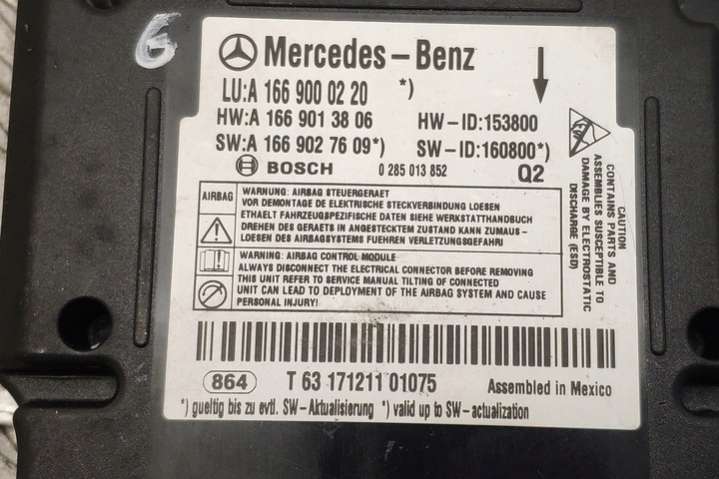 G
Mercedes-Benz
LU:A 166 900 02 20 *)
HW:A 166 901 38 06 HW-ID:153800
SW:A 166 902 76 09*) SW-ID:160800*)
BOSCH 0 285 013 852 Q2
AIRBAG
WARNUNG: AIRBAG STEUERGERAET
VOR DEMONTAGE DE ELEKTRISCHE STECKVERBINDUNG LOESEN
ETHAELT FAHRZEUGSPEZIFISCHE DATEN SIEHE WERKSTATTHANDBUCH
DREHEN DES GERAETS IN ANGESTECKTEM ZUSTAND KANN ZUMAUS-
LOESEN DES AIRBAGSYSTEMS FUEHREN VERLETZUNGSGEFAHR
WARNING: AIRBAG CONTROL MODULE
ALWAYS DISCONNECT THE ELECTRICAL CONNECTOR BEFORE REMOVING
THIS UNIT REFER TO SERVICE MANUAL TILTING OF CONNECTED
UNIT CAN LEAD TO DEPLOYMENT OF THE AIRBAG SYSTEM AND CAUSE
PERSONAL INJURY!
CAUTION
CONTAINS PARTS AND
ASSEMBLIES SUSCEPTIBLE TO
DAMAGE BY ELECTROSTATIC
DISCHARGE (ESD)
864 T 63 171211 01075 Assembled in Mexico
*) gueltig bis zu evtl. SW-Aktualisierung *) valid up to SW-actualization